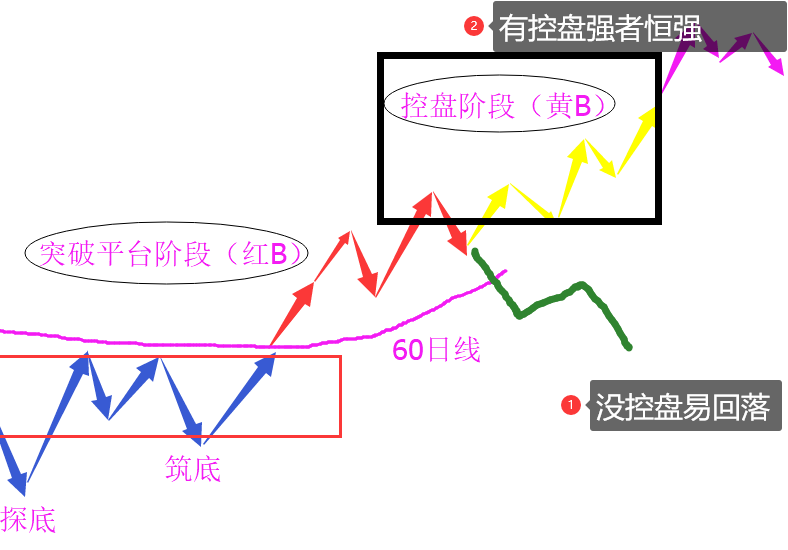 2 有控盘强者恒强
控盘阶段（黄B）
突破平台阶段（红B）
60日线
1 没控盘易回落
筑底
探底